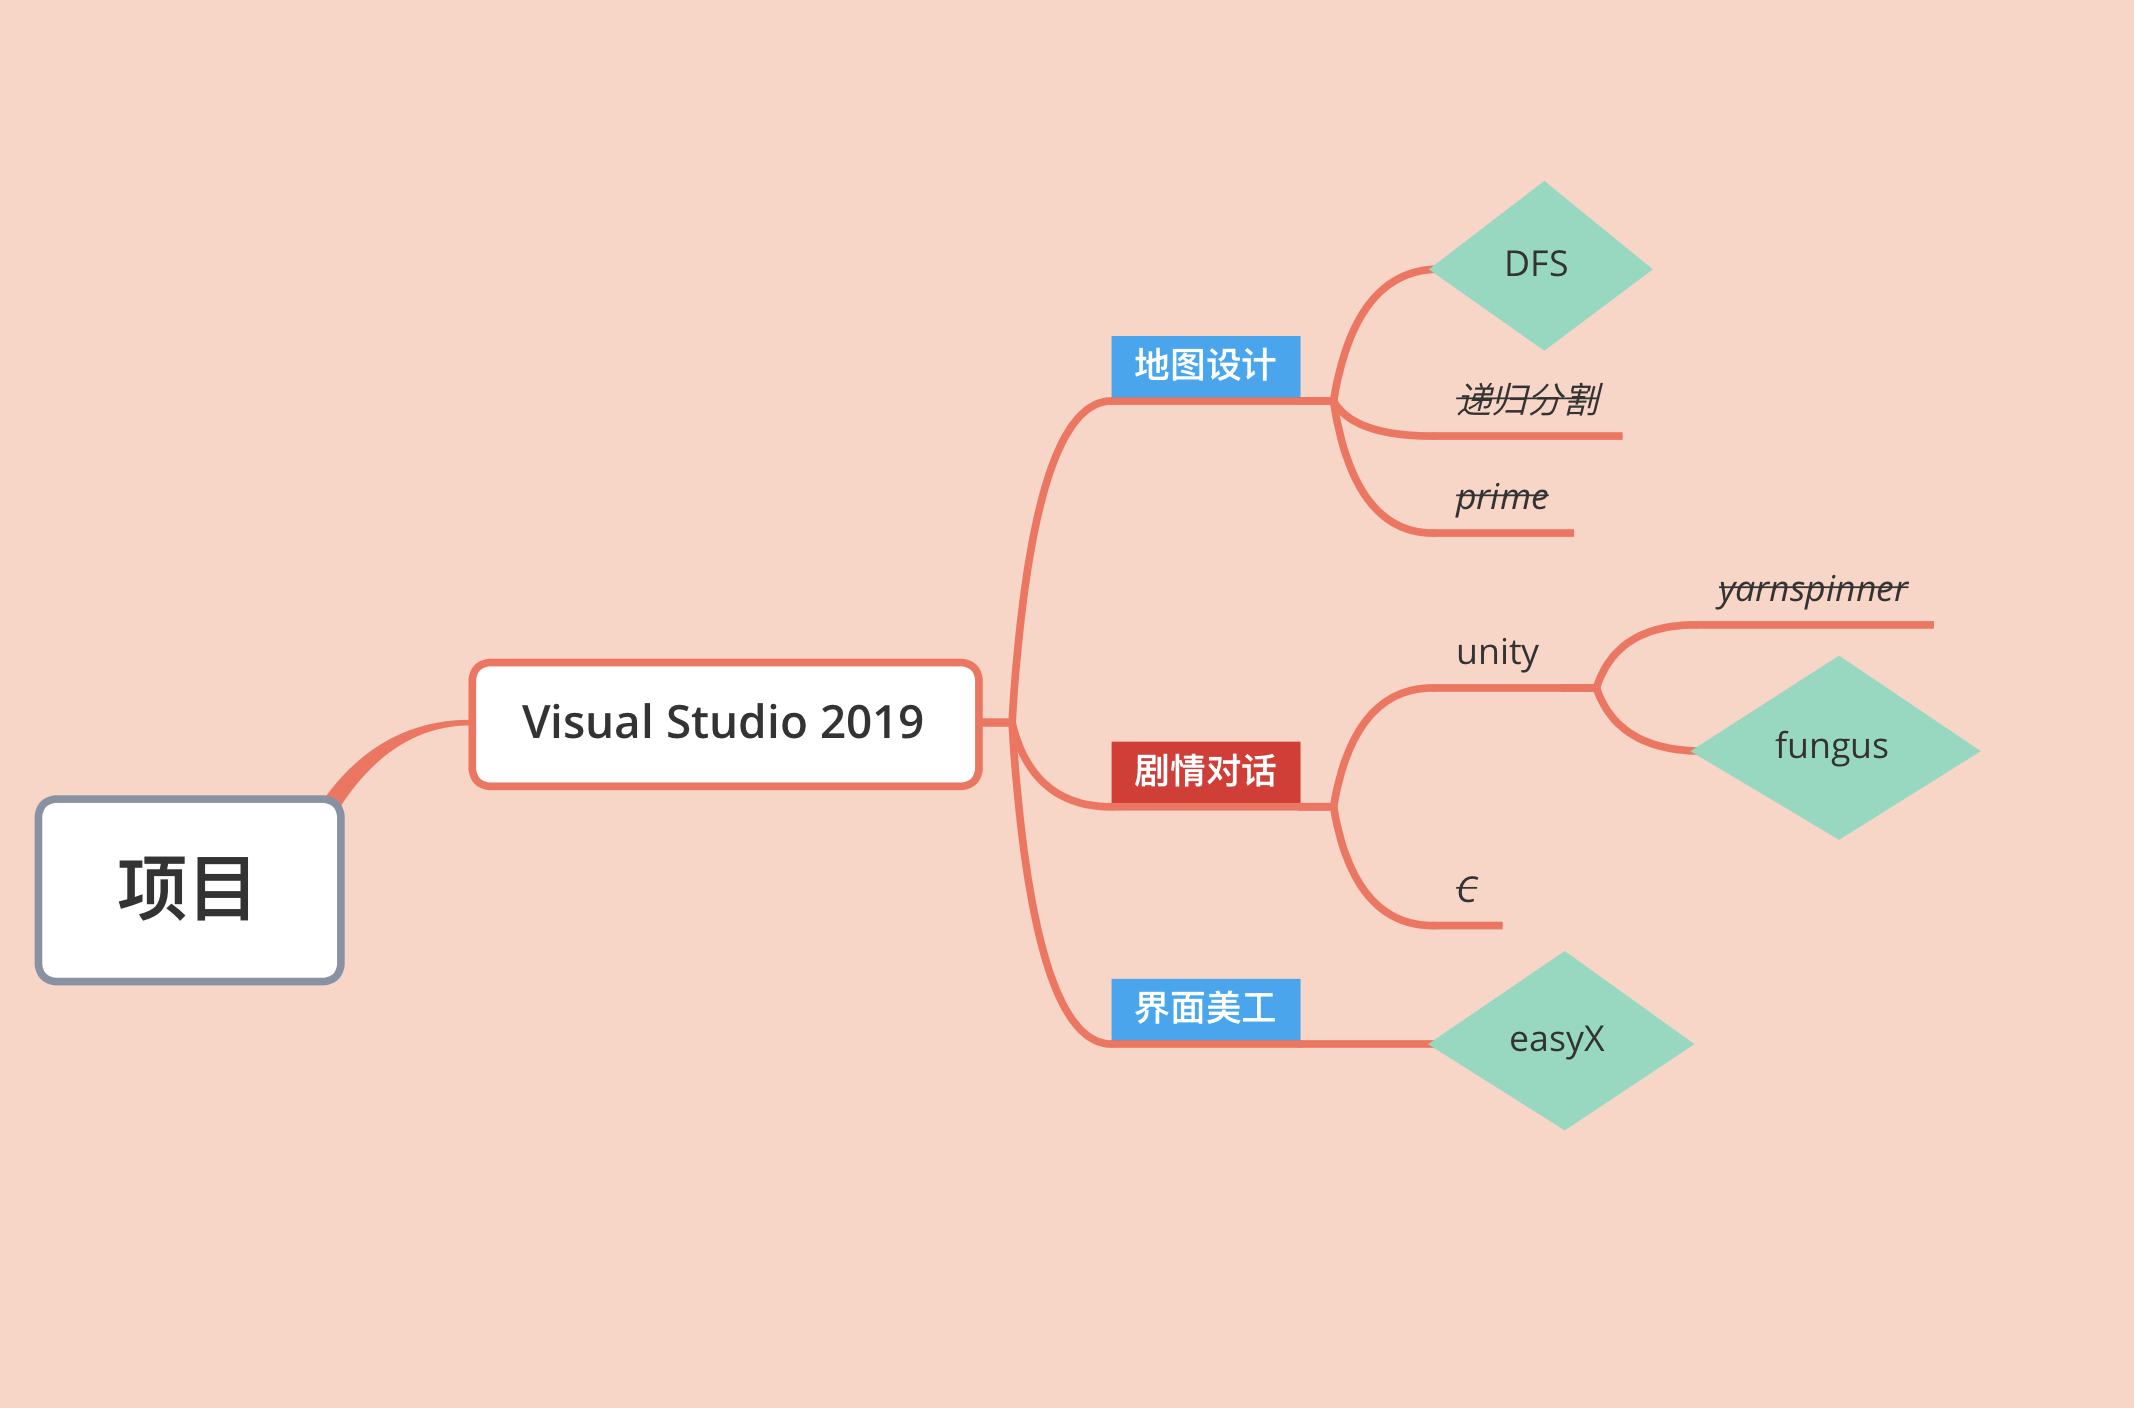 项目
Visual Studio 2019
地图设计
DFS
递归分割
prime
剧情对话
unity
yarnspinner
fungus
C
界面美工
easyX